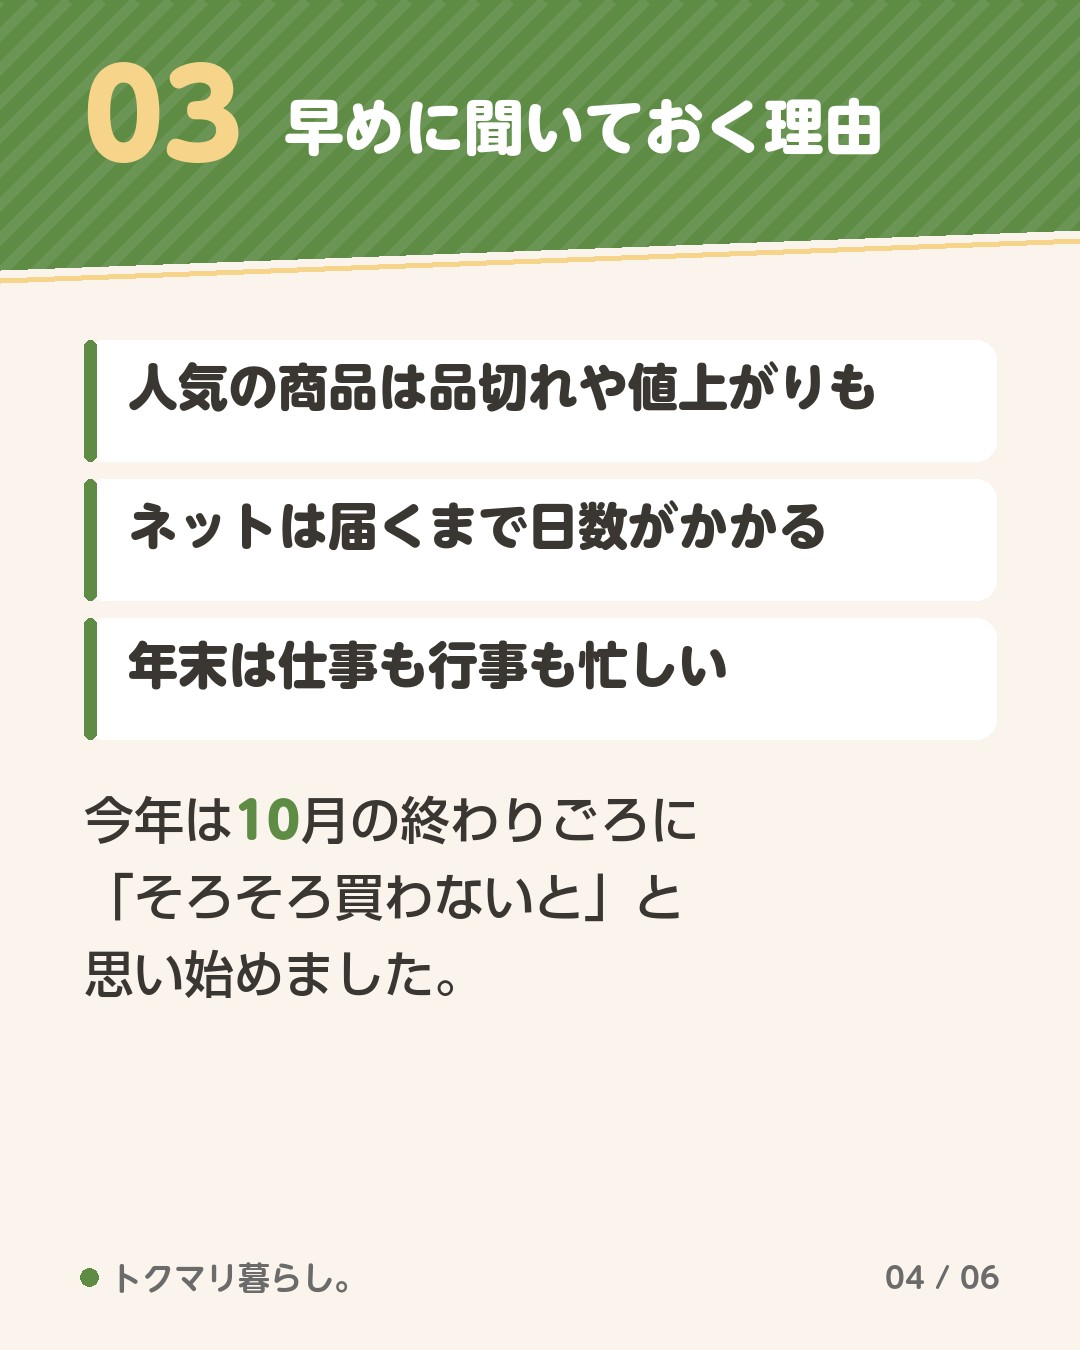 03 早めに聞いておく理由
人気の商品は品切れや値上がりも
ネットは届くまで日数がかかる
年末は仕事も行事も忙しい
今年は10月の終わりごろに
「そろそろ買わないと」と
思い始めました。
トクマリ暮らし。
04 / 06